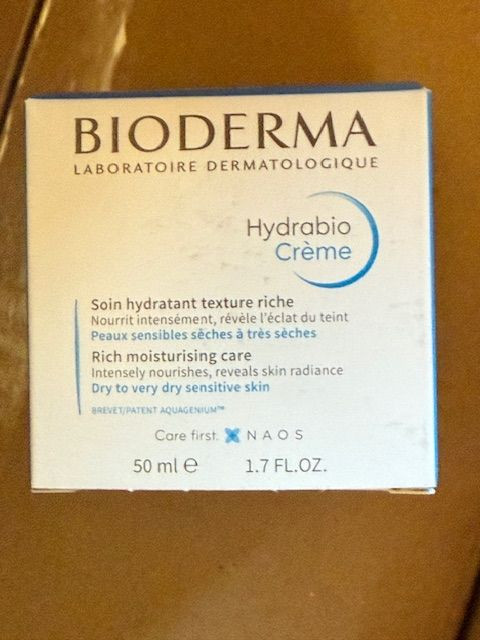 BIODERMA
LABORATOIRE DERMATOLOGIQUE
Hydrabio
Crème
Soin hydratant texture riche
Nourrit intensément, révèle l'éclat du teint
Peaux sensibles sèches à très sèches
Rich moisturising care
Intensely nourishes, reveals skin radiance
Dry to very dry sensitive skin
BREVET/PATENT AQUAGENIUM™
Care first. NAOS
50 ml ℮ 1.7 FL.OZ.